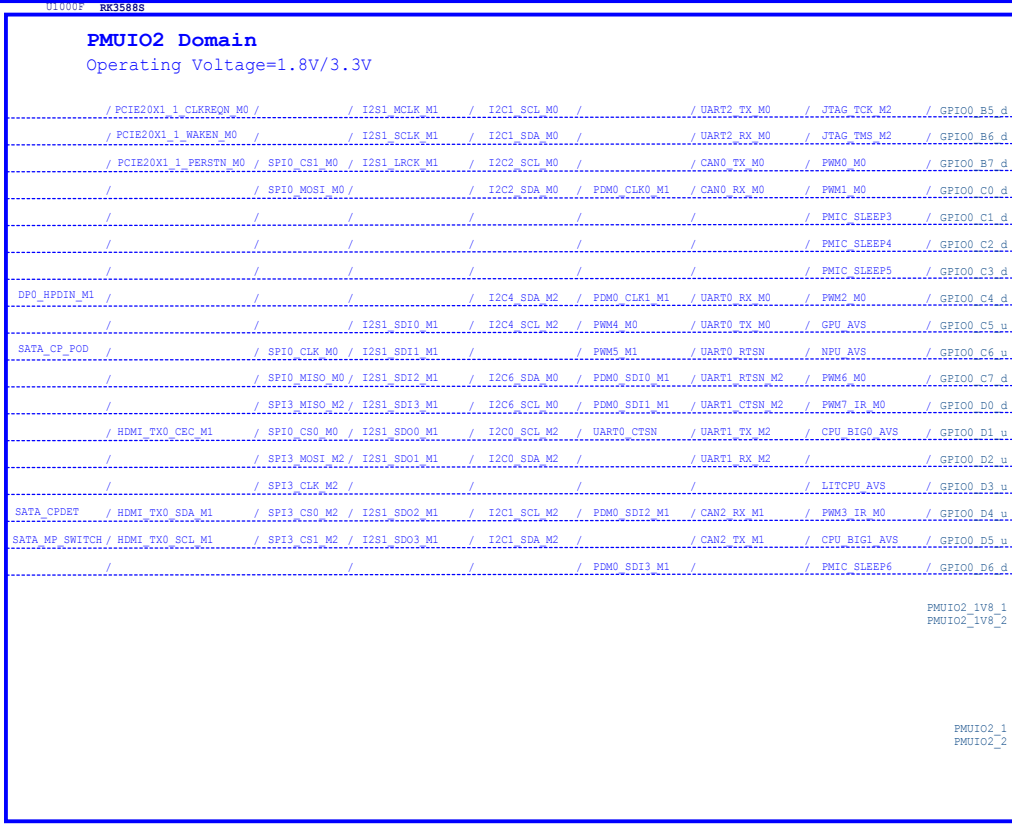 U1000F RK3588S
PMUIO2 Domain
Operating Voltage=1.8V/3.3V
/ PCIE20X1_1_CLKREQN_M0 / / I2S1_MCLK_M1 / I2C1_SCL_M0 / / UART2_TX_M0 / JTAG_TCK_M2 / GPIO0_B5_d
/ PCIE20X1_1_WAKEN_M0 / / I2S1_SCLK_M1 / I2C1_SDA_M0 / / UART2_RX_M0 / JTAG_TMS_M2 / GPIO0_B6_d
/ PCIE20X1_1_PERSTN_M0 / SPI0_CS1_M0 / I2S1_LRCK_M1 / I2C2_SCL_M0 / / CAN0_TX_M0 / PWM0_M0 / GPIO0_B7_d
/ / SPI0_MOSI_M0 / / I2C2_SDA_M0 / PDM0_CLK0_M1 / CAN0_RX_M0 / PWM1_M0 / GPIO0_C0_d
/ / / / / / / PMIC_SLEEP3 / GPIO0_C1_d
/ / / / / / / PMIC_SLEEP4 / GPIO0_C2_d
/ / / / / / / PMIC_SLEEP5 / GPIO0_C3_d
DP0_HPDIN_M1 / / / / I2C4_SDA_M2 / PDM0_CLK1_M1 / UART0_RX_M0 / PWM2_M0 / GPIO0_C4_d
/ / / I2S1_SDI0_M1 / I2C4_SCL_M2 / PWM4_M0 / UART0_TX_M0 / GPU_AVS / GPIO0_C5_u
SATA_CP_POD / / SPI0_CLK_M0 / I2S1_SDI1_M1 / / PWM5_M1 / UART0_RTSN / NPU_AVS / GPIO0_C6_u
/ / SPI0_MISO_M0 / I2S1_SDI2_M1 / I2C6_SDA_M0 / PDM0_SDI0_M1 / UART1_RTSN_M2 / PWM6_M0 / GPIO0_C7_d
/ / SPI3_MISO_M2 / I2S1_SDI3_M1 / I2C6_SCL_M0 / PDM0_SDI1_M1 / UART1_CTSN_M2 / PWM7_IR_M0 / GPIO0_D0_d
/ HDMI_TX0_CEC_M1 / SPI0_CS0_M0 / I2S1_SDO0_M1 / I2C0_SCL_M2 / UART0_CTSN / UART1_TX_M2 / CPU_BIG0_AVS / GPIO0_D1_u
/ / SPI3_MOSI_M2 / I2S1_SDO1_M1 / I2C0_SDA_M2 / / UART1_RX_M2 / / GPIO0_D2_u
/ / SPI3_CLK_M2 / / / / / LITCPU_AVS / GPIO0_D3_u
SATA_CPDET / HDMI_TX0_SDA_M1 / SPI3_CS0_M2 / I2S1_SDO2_M1 / I2C1_SCL_M2 / PDM0_SDI2_M1 / CAN2_RX_M1 / PWM3_IR_M0 / GPIO0_D4_u
SATA_MP_SWITCH / HDMI_TX0_SCL_M1 / SPI3_CS1_M2 / I2S1_SDO3_M1 / I2C1_SDA_M2 / / CAN2_TX_M1 / CPU_BIG1_AVS / GPIO0_D5_u
/ / / / PDM0_SDI3_M1 / / PMIC_SLEEP6 / GPIO0_D6_d
PMUIO2_1V8_1
PMUIO2_1V8_2
PMUIO2_1
PMUIO2_2